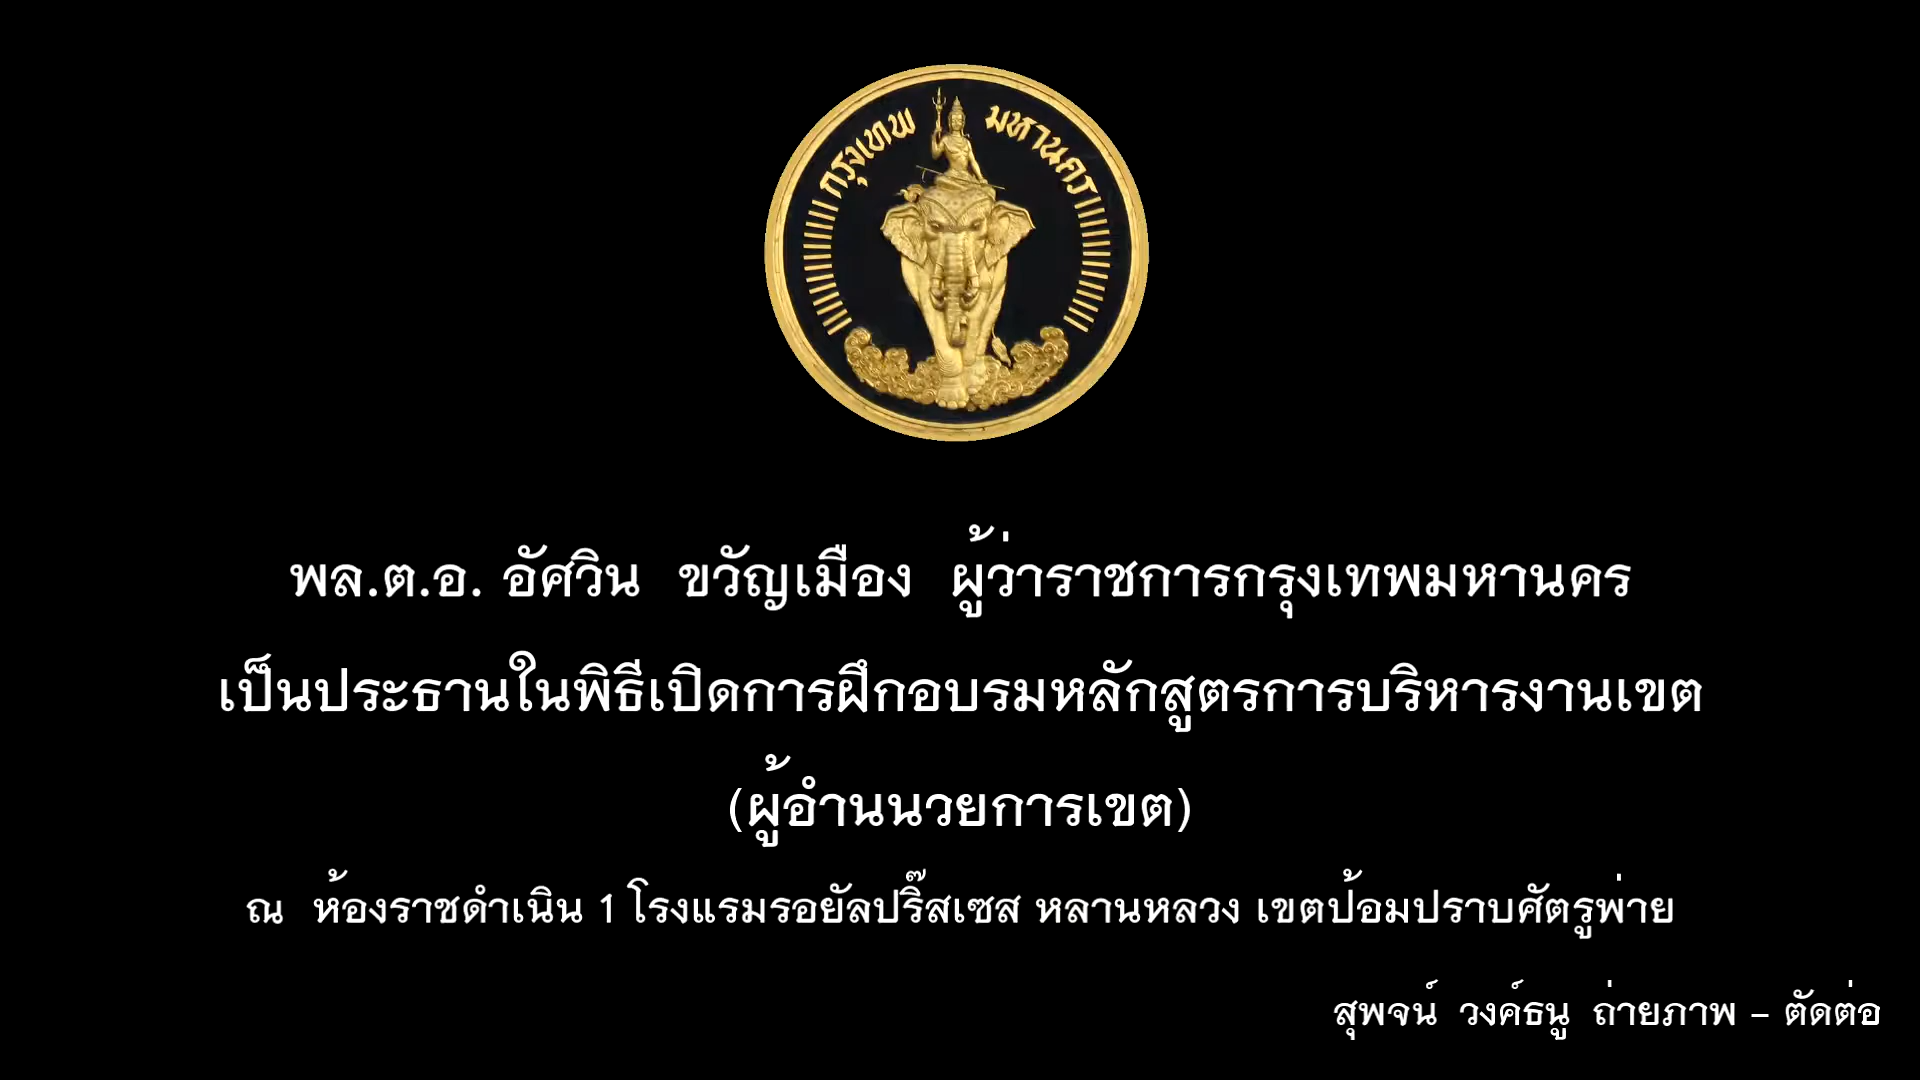 กรุงเทพ มหานคร
พล.ต.อ. อัศวิน ขวัญเมือง ผู้ว่าราชการกรุงเทพมหานคร
เป็นประธานในพิธีเปิดการฝึกอบรมหลักสูตรการบริหารงานเขต
(ผู้อำนนวยการเขต)
ณ ห้องราชดำเนิน 1 โรงแรมรอยัลปริ๊สเซส หลานหลวง เขตป้อมปราบศัตรูพ่าย
สุพจน์ วงค์ธนู ถ่ายภาพ - ตัดต่อ